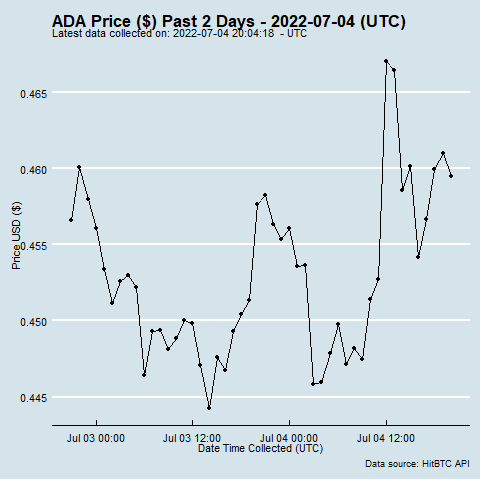 ADA Price ($) Past 2 Days - 2022-07-04 (UTC)
Latest data collected on: 2022-07-04 20:04:18 - UTC
0.465
0.460
0.455
0.450
0.445
Price USD ($)
Jul 03 00:00 Jul 03 12:00 Jul 04 00:00 Jul 04 12:00
Date Time Collected (UTC)
Data source: HitBTC API